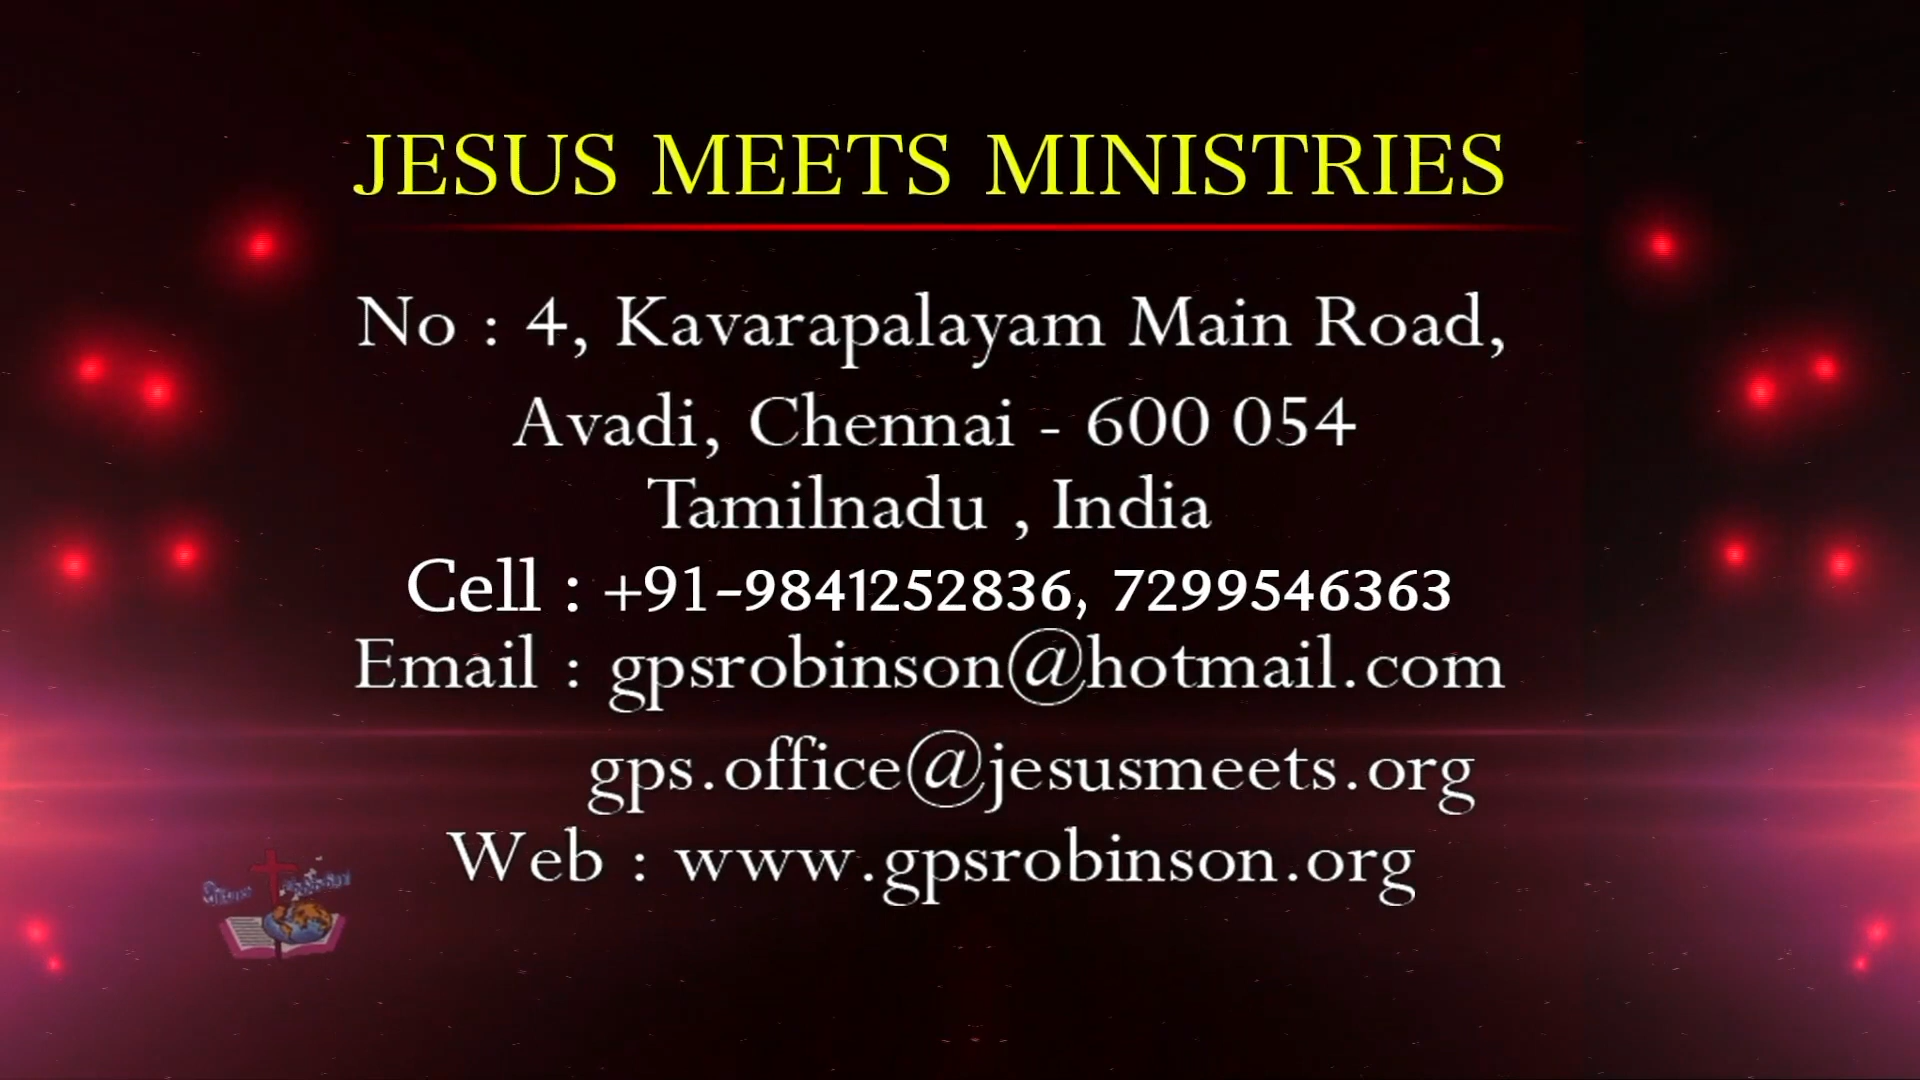 JESUS MEETS MINISTRIES
No : 4, Kavarapalayam Main Road,
Avadi, Chennai - 600 054
Tamilnadu , India
Cell : +91-9841252836, 7299546363
Email : gpsrobinson@hotmail.com
gps.office@jesusmeets.org
Web : www.gpsrobinson.org